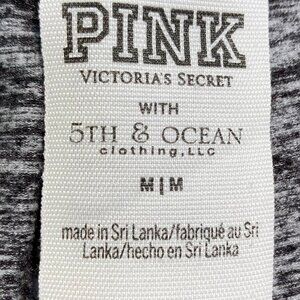 PINK
VICTORIA'S SECRET
WITH
5TH & OCEAN
clothing,LLC
M | M
made in Sri Lanka/fabriqué au Sri
Lanka/hecho en Sri Lanka